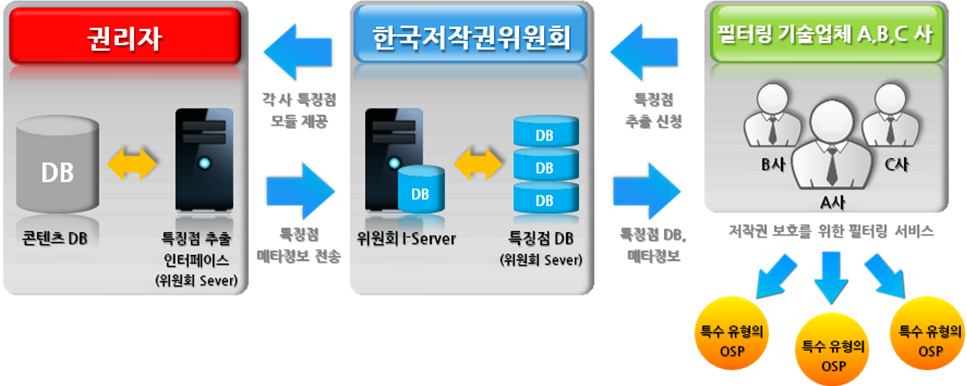 권리자
DB
콘텐츠 DB
특징점 추출
인터페이스
(위원회 Sever)
각 사 특징점
모듈 제공
특징점
메타정보 전송
한국저작권위원회
DB
DB
DB
DB
위원회 I-Server
특징점 DB
(위원회 Sever)
특징점
추출 신청
특징점 DB,
메타정보
필터링 기술업체 A,B,C 사
B사
C사
A사
저작권 보호를 위한 필터링 서비스
특수 유형의
OSP
특수 유형의
OSP
특수 유형의
OSP